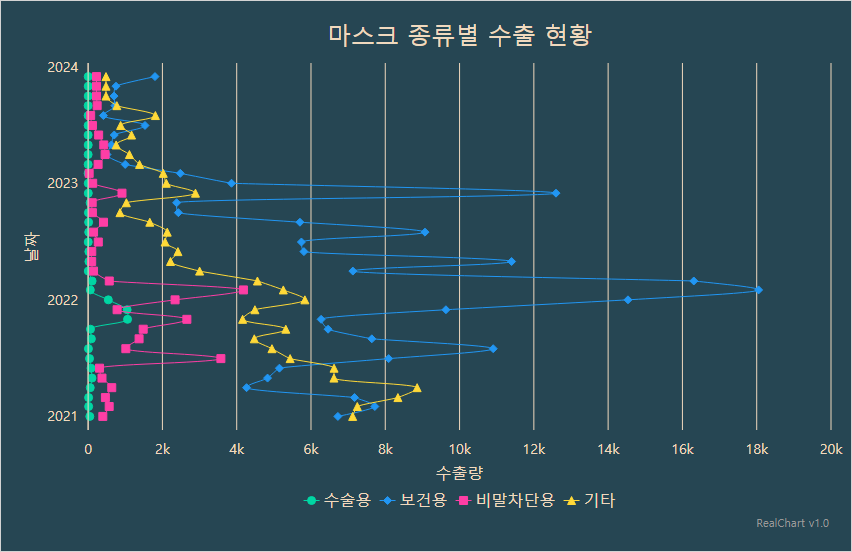 마스크 종류별 수출 현황
2024
2023
2022
2021
날짜
0 2k 4k 6k 8k 10k 12k 14k 16k 18k 20k
수출량
수술용 보건용 비말차단용 기타
RealChart v1.0